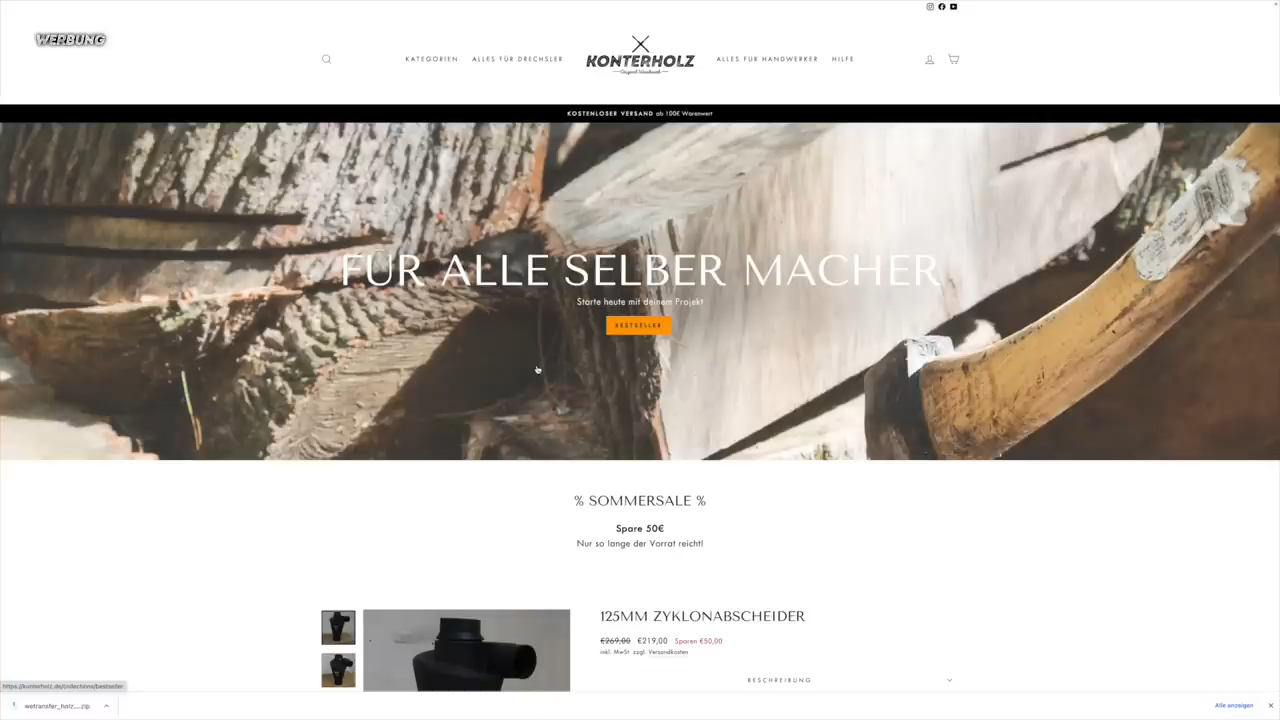 WERBUNG
KATEGORIEN
ALLES FÜR DRECHSLER
KONTERHOLZ
ALLES FÜR HANDWERKER
HILFE
KOSTENLOSER VERSAND ab 100€ Warenwert
FÜR ALLE SELBER MACHER
Starte heute mit deinem Projekt
BESTSELLER
% SOMMERSALE %
Spare 50€
Nur so lange der Vorrat reicht!
125MM ZYKLONABSCHEIDER
€269,00 €219,00 Sparen €50,00
inkl. MwSt. zzgl. Versandkosten
BESCHREIBUNG
https://konterholz.de/collections/bestseller
wetransfer_holz....zip
Alle anzeigen